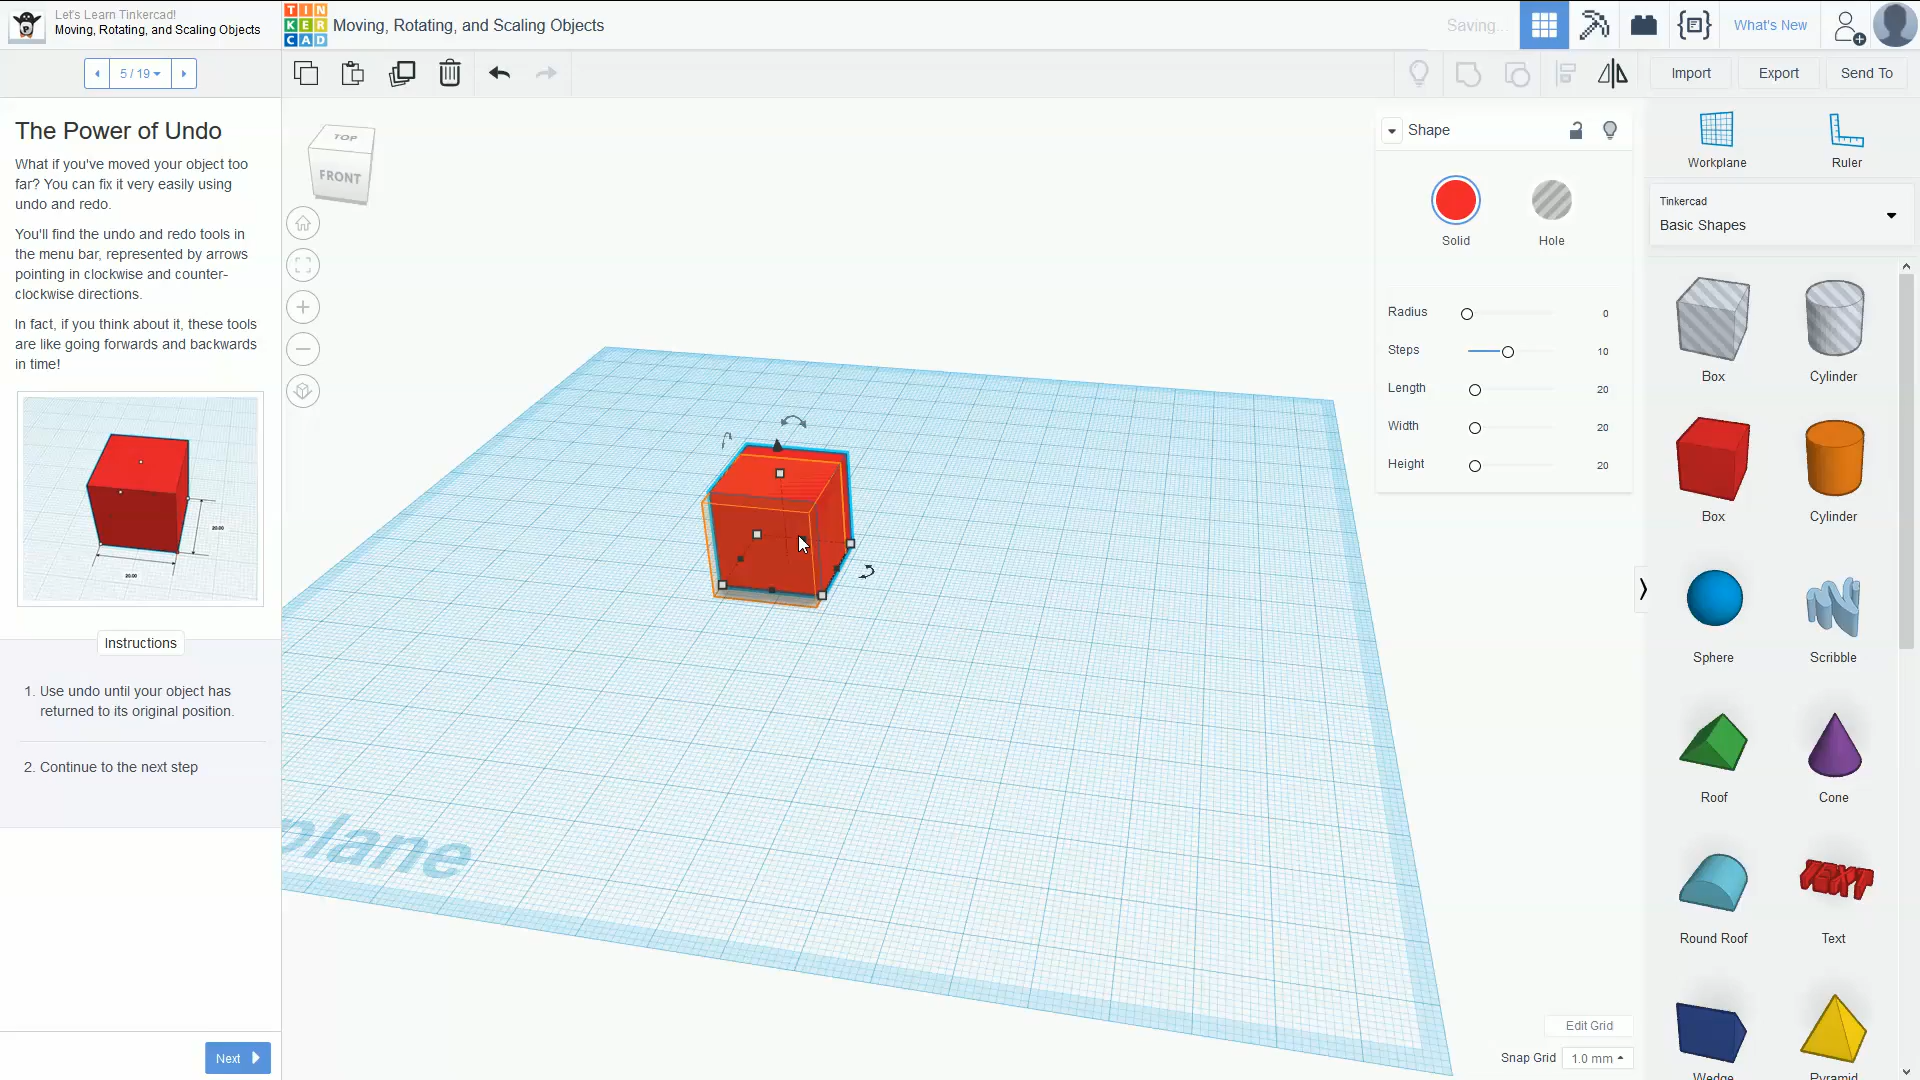 Let's Learn Tinkercad!
Moving, Rotating, and Scaling Objects
TIN
KER
CAD
Moving, Rotating, and Scaling Objects
Saving...
What's New
5 / 19
Import
Export
Send To
The Power of Undo
What if you've moved your object too
far? You can fix it very easily using
undo and redo.
You'll find the undo and redo tools in
the menu bar, represented by arrows
pointing in clockwise and counter-
clockwise directions.
In fact, if you think about it, these tools
are like going forwards and backwards
in time!
20.00
20.00
Instructions
1. Use undo until your object has
returned to its original position.
2. Continue to the next step
Next
TOP
FRONT
plane
Shape
Solid
Hole
Radius
0
Steps
10
Length
20
Width
20
Height
20
Edit Grid
Snap Grid
1.0 mm
Workplane
Ruler
Tinkercad
Basic Shapes
Box
Cylinder
Box
Cylinder
Sphere
Scribble
Roof
Cone
TEXT
Round Roof
Text
Wedge
Pyramid